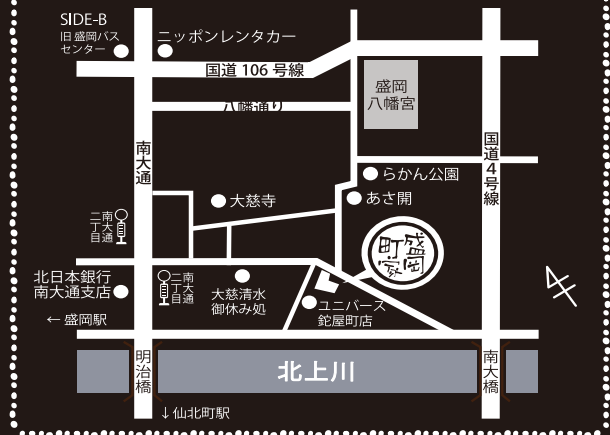 SIDE-B
旧盛岡バス
センター
ニッポンレンタカー
国道106号線
八幡通り
盛岡
八幡宮
南大通
国道4号線
らかん公園
あさ開
大慈寺
南大通
二丁目
盛岡
町家
北日本銀行
南大通支店
南大通
二丁目
大慈清水
御休み処
ユニバース
鉈屋町店
← 盛岡駅
明治橋
北上川
南大橋
↓仙北町駅